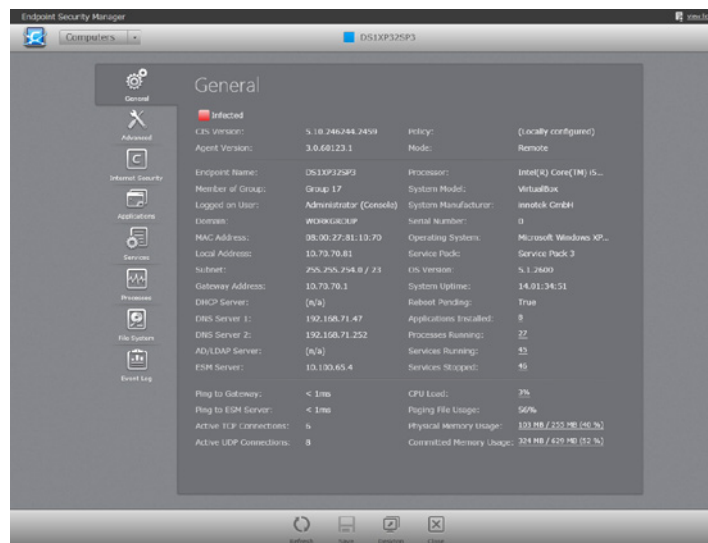 Endpoint Security Manager
Computers
DS1XP32SP3
General
Advanced
Internet Security
Applications
Services
Processes
File System
Event Log
General
Infected
CIS Version: 5.10.246244.2459 Policy: (Locally configured)
Agent Version: 3.0.60123.1 Mode: Remote
Endpoint Name: DS1XP32SP3 Processor: Intel(R) Core(TM) i5...
Member of Group: Group 17 System Model: VirtualBox
Logged on User: Administrator (Console) System Manufacturer: innotek GmbH
Domain: WORKGROUP Serial Number: 0
MAC Address: 08:00:27:81:10:70 Operating System: Microsoft Windows XP...
Local Address: 10.70.70.81 Service Pack: Service Pack 3
Subnet: 255.255.254.0 / 23 OS Version: 5.1.2600
Gateway Address: 10.70.70.1 System Uptime: 14.01:34:51
DHCP Server: (n/a) Reboot Pending: True
DNS Server 1: 192.168.71.47 Applications Installed:
DNS Server 2: 192.168.71.252 Processes Running: 27
AD/LDAP Server: (n/a) Services Running: 45
ESM Server: 10.100.65.4 Services Stopped: 46
Ping to Gateway: < 1ms CPU Load: 3%
Ping to ESM Server: < 1ms Paging File Usage: 56%
Active TCP Connections: 6 Physical Memory Usage: 103 MB / 255 MB (40 %)
Active UDP Connections: 8 Committed Memory Usage: 324 MB / 629 MB (52 %)
Refresh Save Desktop Close